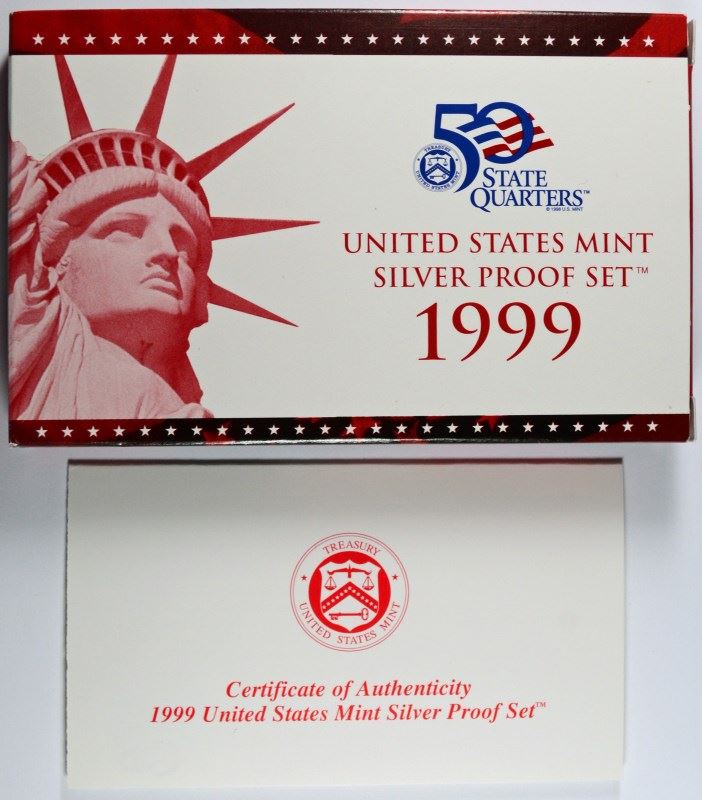 50
TREASURY
UNITED STATES MINT
STATE
QUARTERS™
© 1998 U.S. MINT
UNITED STATES MINT
SILVER PROOF SET™
1999
TREASURY
UNITED STATES MINT
Certificate of Authenticity
1999 United States Mint Silver Proof Set™